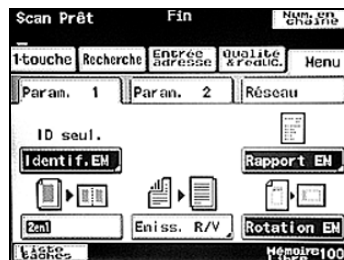 Scan Prêt Fin Num. en chaîne
1-touche Recherche Entrée adresse Qualité & réduc. Menu
Param. 1 Param. 2 Réseau
ID seul.
Identif.EM Rapport EM
2en1 Emiss. R/V Rotation EM
Liste tâches Mémoire libre 100